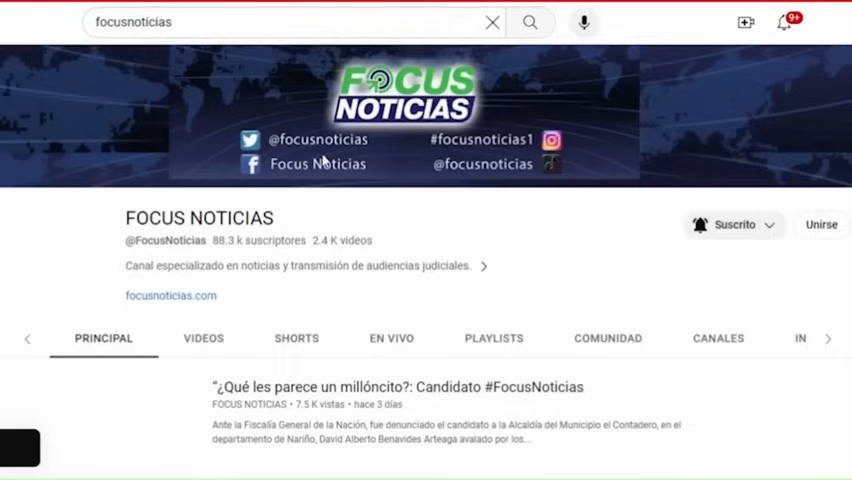 focusnoticias
9+
FOCUS
NOTICIAS
@focusnoticias #focusnoticias1
Focus Noticias @focusnoticias
FOCUS NOTICIAS
Suscrito Unirse
@FocusNoticias 88.3 k suscriptores 2.4 K videos
Canal especializado en noticias y transmisión de audiencias judiciales.
focusnoticias.com
PRINCIPAL VIDEOS SHORTS EN VIVO PLAYLISTS COMUNIDAD CANALES IN
"¿Qué les parece un millóncito?: Candidato #FocusNoticias
FOCUS NOTICIAS • 7.5 K vistas • hace 3 días
Ante la Fiscalía General de la Nación, fue denunciado el candidato a la Alcaldía del Municipio el Contadero, en el
departamento de Nariño, David Alberto Benavides Arteaga avalado por los...